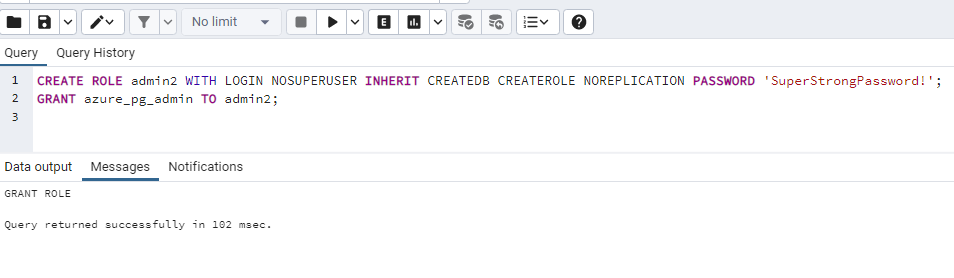 No limit
E
Query Query History
1 CREATE ROLE admin2 WITH LOGIN NOSUPERUSER INHERIT CREATEDB CREATEROLE NOREPLICATION PASSWORD 'SuperStrongPassword!';
2 GRANT azure_pg_admin TO admin2;
3
Data output Messages Notifications
GRANT ROLE
Query returned successfully in 102 msec.